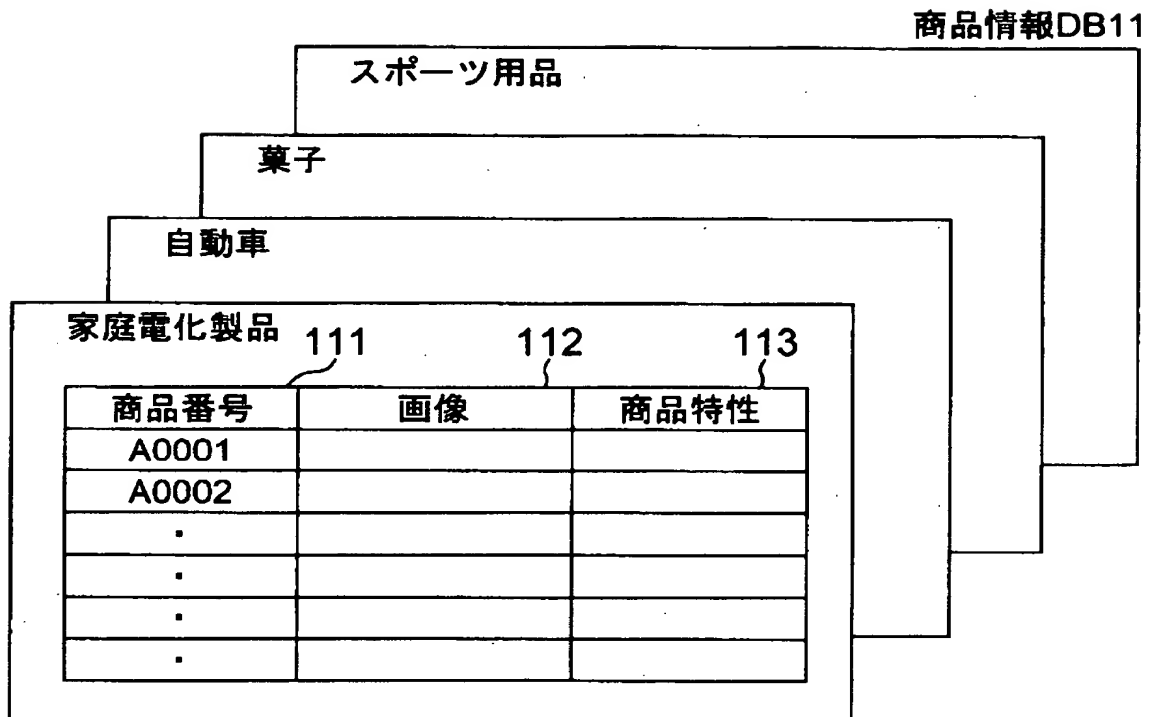 商品情報DB11
スポーツ用品
菓子
自動車
家庭電化製品
111 112 113
商品番号 画像 商品特性
A0001
A0002
・
・
・
・